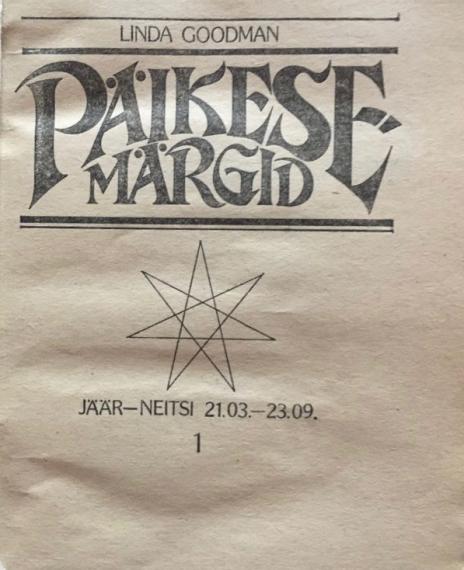 LINDA GOODMAN
PÄIKESE-
MÄRGID
JÄÄR—NEITSI 21.03.—23.09.
1